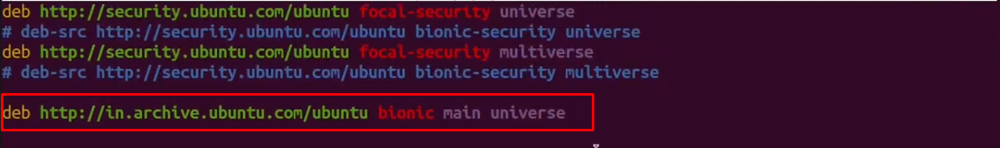 deb http://security.ubuntu.com/ubuntu focal-security universe
# deb-src http://security.ubuntu.com/ubuntu bionic-security universe
deb http://security.ubuntu.com/ubuntu focal-security multiverse
# deb-src http://security.ubuntu.com/ubuntu bionic-security multiverse
deb http://in.archive.ubuntu.com/ubuntu bionic main universe